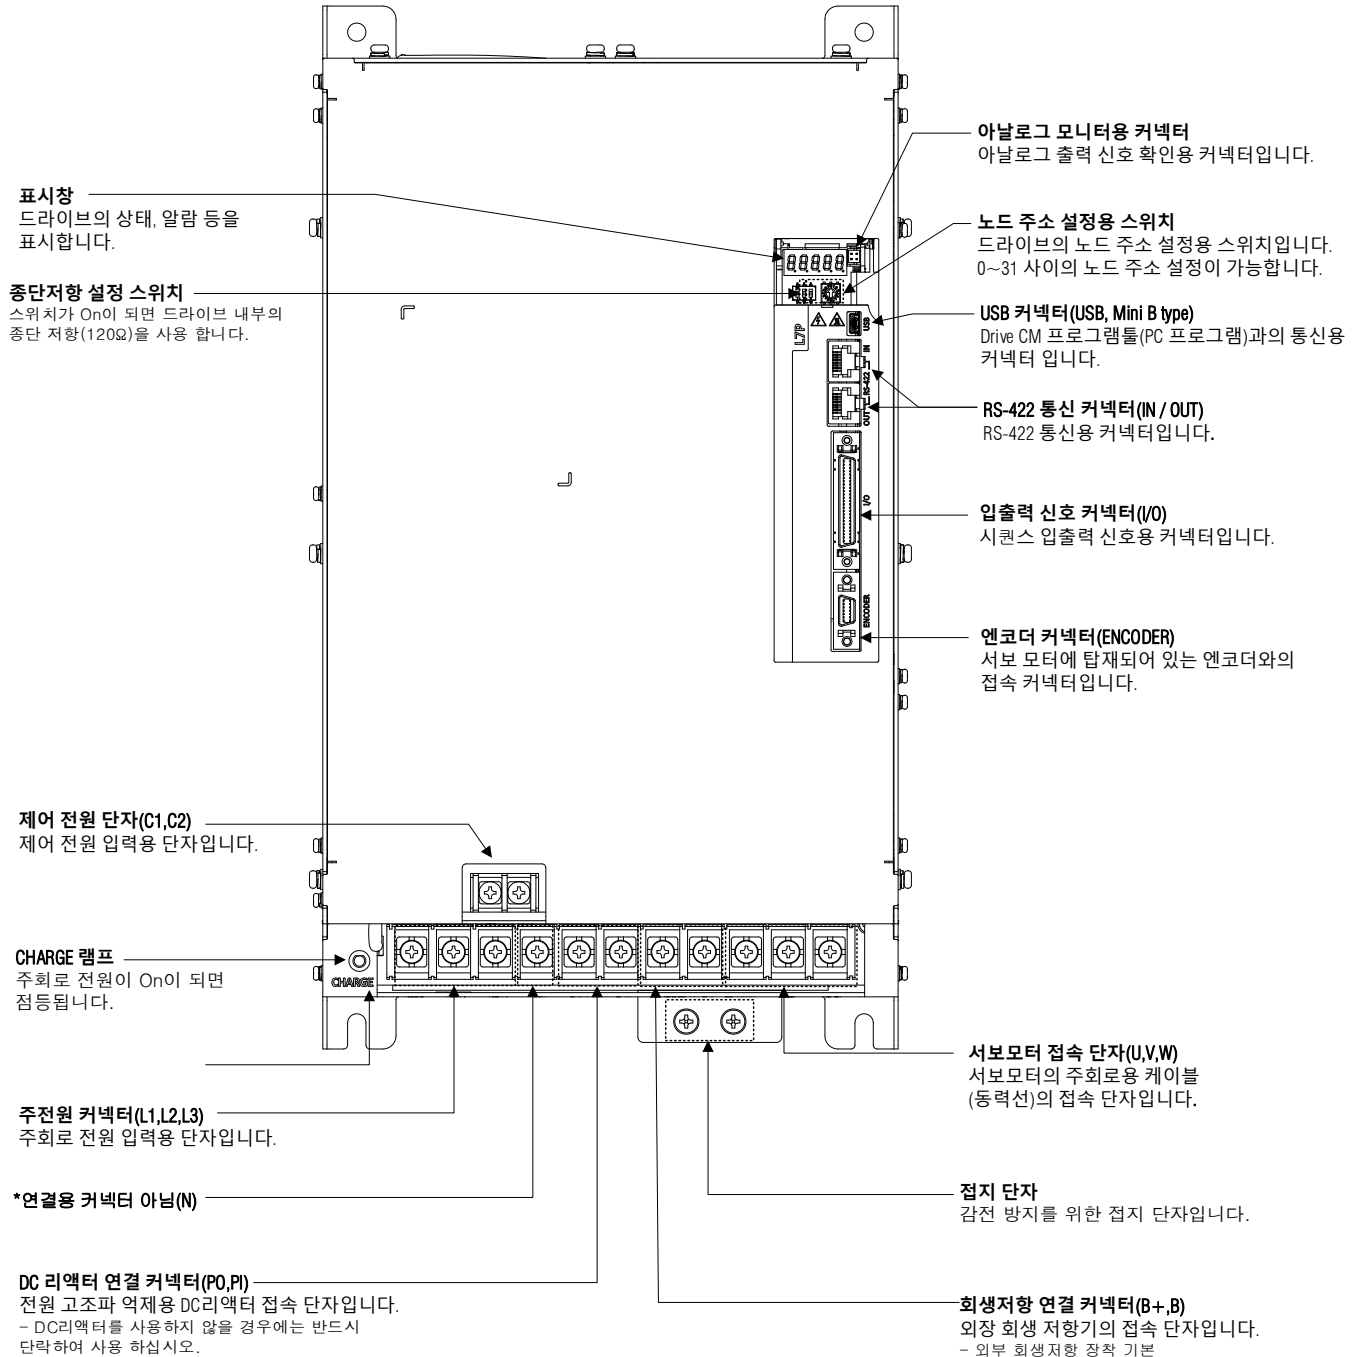 표시창
드라이브의 상태, 알람 등을
표시합니다.
종단저항 설정 스위치
스위치가 On이 되면 드라이브 내부의
종단 저항(120Ω)을 사용 합니다.
제어 전원 단자(C1,C2)
제어 전원 입력용 단자입니다.
CHARGE 램프
주회로 전원이 On이 되면
점등됩니다.
주전원 커넥터(L1,L2,L3)
주회로 전원 입력용 단자입니다.
*연결용 커넥터 아님(N)
DC 리액터 연결 커넥터(PO,PI)
전원 고조파 억제용 DC리액터 접속 단자입니다.
- DC리액터를 사용하지 않을 경우에는 반드시
단락하여 사용 하십시오.
88888
L7P
USB
IN
RS-422
OUT
I/O
ENCODER
CHARGE
아날로그 모니터용 커넥터
아날로그 출력 신호 확인용 커넥터입니다.
노드 주소 설정용 스위치
드라이브의 노드 주소 설정용 스위치입니다.
0~31 사이의 노드 주소 설정이 가능합니다.
USB 커넥터(USB, Mini B type)
Drive CM 프로그램툴(PC 프로그램)과의 통신용
커넥터 입니다.
RS-422 통신 커넥터(IN / OUT)
RS-422 통신용 커넥터입니다.
입출력 신호 커넥터(I/O)
시퀀스 입출력 신호용 커넥터입니다.
엔코더 커넥터(ENCODER)
서보 모터에 탑재되어 있는 엔코더와의
접속 커넥터입니다.
서보모터 접속 단자(U,V,W)
서보모터의 주회로용 케이블
(동력선)의 접속 단자입니다.
접지 단자
감전 방지를 위한 접지 단자입니다.
회생저항 연결 커넥터(B+,B)
외장 회생 저항기의 접속 단자입니다.
- 외부 회생저항 장착 기본